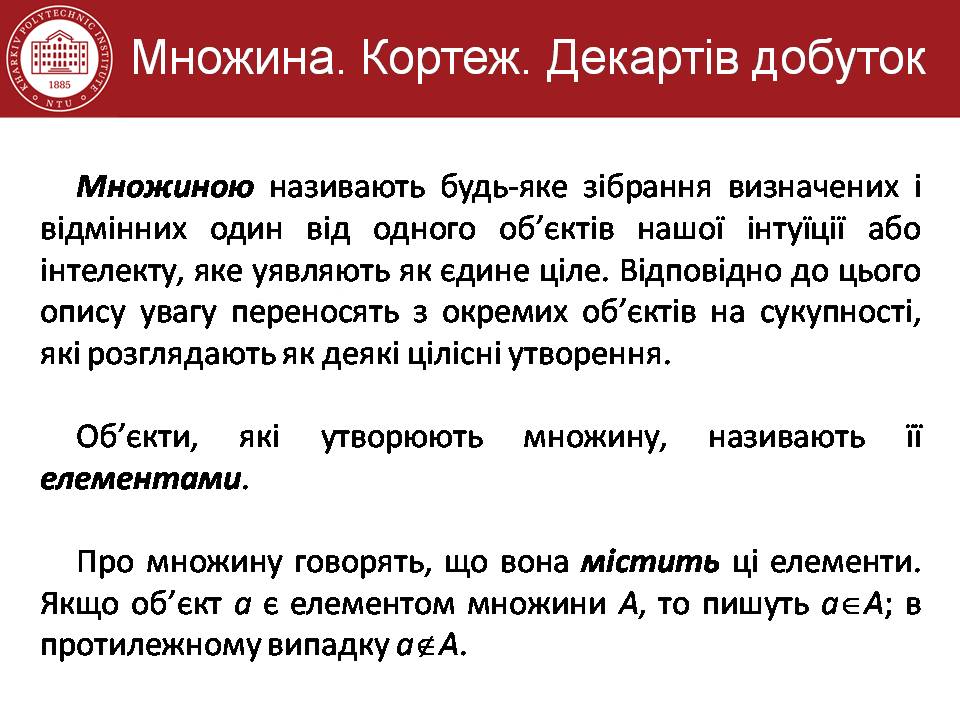 KHARKIV POLYTECHNIC INSTITUTE
1885
NTU
Множина. Кортеж. Декартів добуток
Множиною називають будь-яке зібрання визначених і
відмінних один від одного об’єктів нашої інтуїції або
інтелекту, яке уявляють як єдине ціле. Відповідно до цього
опису увагу переносять з окремих об’єктів на сукупності,
які розглядають як деякі цілісні утворення.
Об’єкти, які утворюють множину, називають її
елементами.
Про множину говорять, що вона містить ці елементи.
Якщо об’єкт a є елементом множини A, то пишуть a∈A; в
протилежному випадку a∉A.